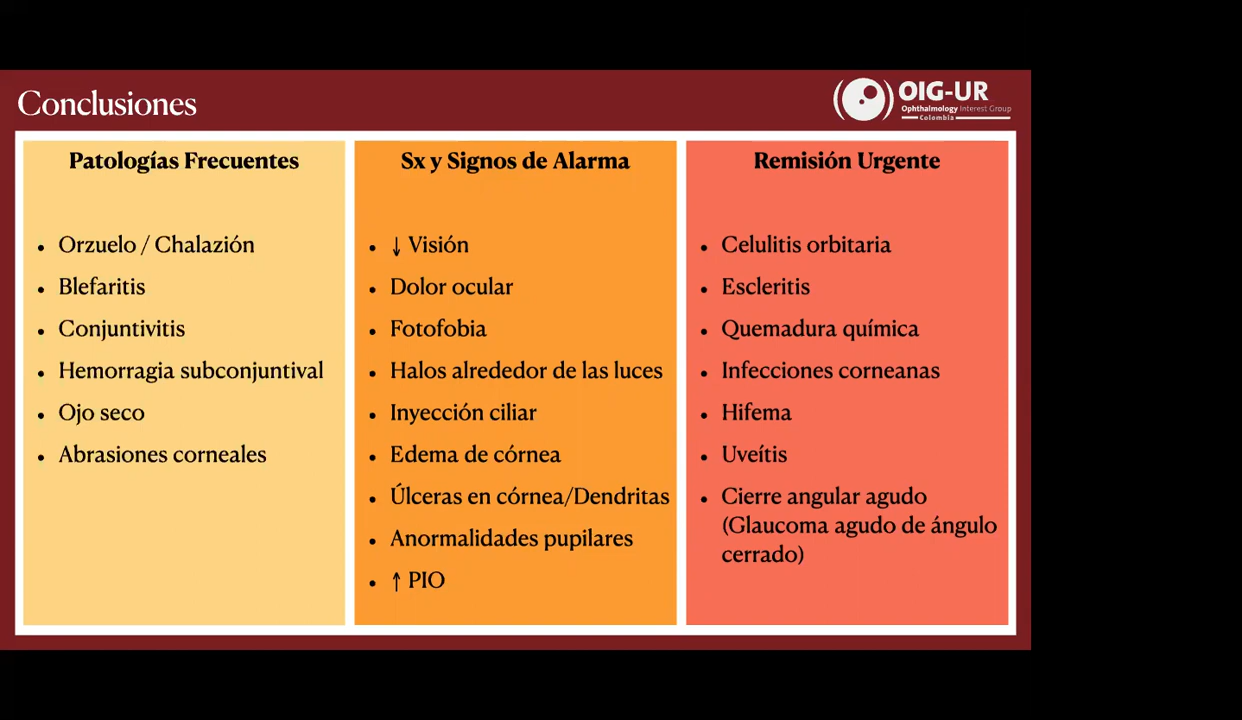 Conclusiones
OIG-UR
Ophthalmology Interest Group
Colombia
Patologías Frecuentes
• Orzuelo / Chalazión
• Blefaritis
• Conjuntivitis
• Hemorragia subconjuntival
• Ojo seco
• Abrasiones corneales
Sx y Signos de Alarma
• ↓ Visión
• Dolor ocular
• Fotofobia
• Halos alrededor de las luces
• Inyección ciliar
• Edema de córnea
• Úlceras en córnea/Dendritas
• Anormalidades pupilares
• ↑ PIO
Remisión Urgente
• Celulitis orbitaria
• Escleritis
• Quemadura química
• Infecciones corneanas
• Hifema
• Uveítis
• Cierre angular agudo
(Glaucoma agudo de ángulo
cerrado)